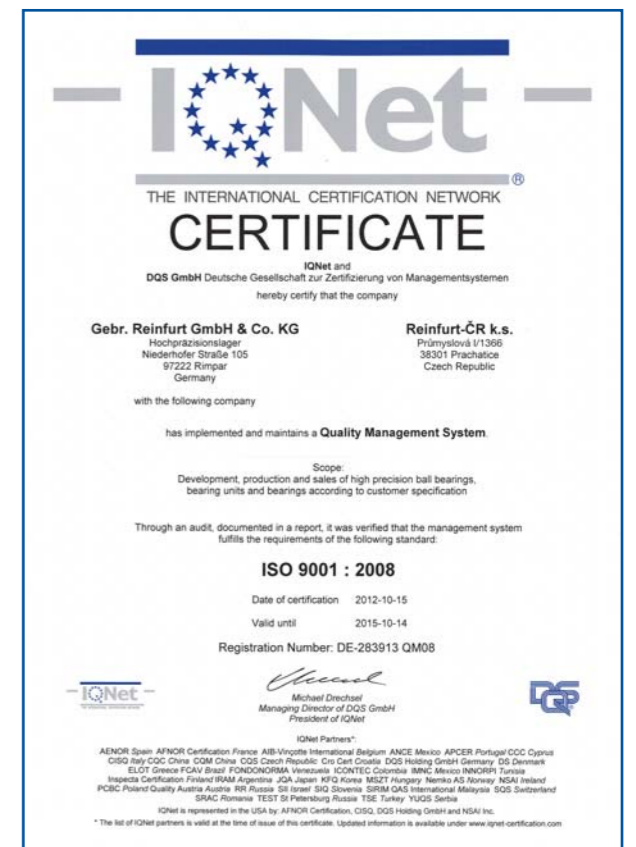 IQNet
®
THE INTERNATIONAL CERTIFICATION NETWORK
CERTIFICATE
IQNet and
DQS GmbH Deutsche Gesellschaft zur Zertifizierung von Managementsystemen
hereby certify that the company
Gebr. Reinfurt GmbH & Co. KG
Hochpräzisionslager
Niederhofer Straße 105
97222 Rimpar
Germany
Reinfurt-ČR k.s.
Průmyslová I/1366
38301 Prachatice
Czech Republic
with the following company
has implemented and maintains a Quality Management System.
Scope:
Development, production and sales of high precision ball bearings,
bearing units and bearings according to customer specification
Through an audit, documented in a report, it was verified that the management system
fulfills the requirements of the following standard:
ISO 9001 : 2008
Date of certification 2012-10-15
Valid until 2015-10-14
Registration Number: DE-283913 QM08
IQNet
Michael Drechsel
Managing Director of DQS GmbH
President of IQNet
DQS
IQNet Partners*:
AENOR Spain AFNOR Certification France AIB-Vinçotte International Belgium ANCE Mexico APCER Portugal CCC Cyprus
CISQ Italy CQC China CQM China CQS Czech Republic Cro Cert Croatia DQS Holding GmbH Germany DS Denmark
ELOT Greece FCAV Brazil FONDONORMA Venezuela ICONTEC Colombia IMNC Mexico INNORPI Tunisia
Inspecta Certification Finland IRAM Argentina JQA Japan KFQ Korea MSZT Hungary Nemko AS Norway NSAI Ireland
PCBC Poland Quality Austria Austria RR Russia SII Israel SIQ Slovenia SIRIM QAS International Malaysia SQS Switzerland
SRAC Romania TEST St Petersburg Russia TSE Turkey YUQS Serbia
IQNet is represented in the USA by: AFNOR Certification, CISQ, DQS Holding GmbH and NSAI Inc.
* The list of IQNet partners is valid at the time of issue of this certificate. Updated information is available under www.iqnet-certification.com